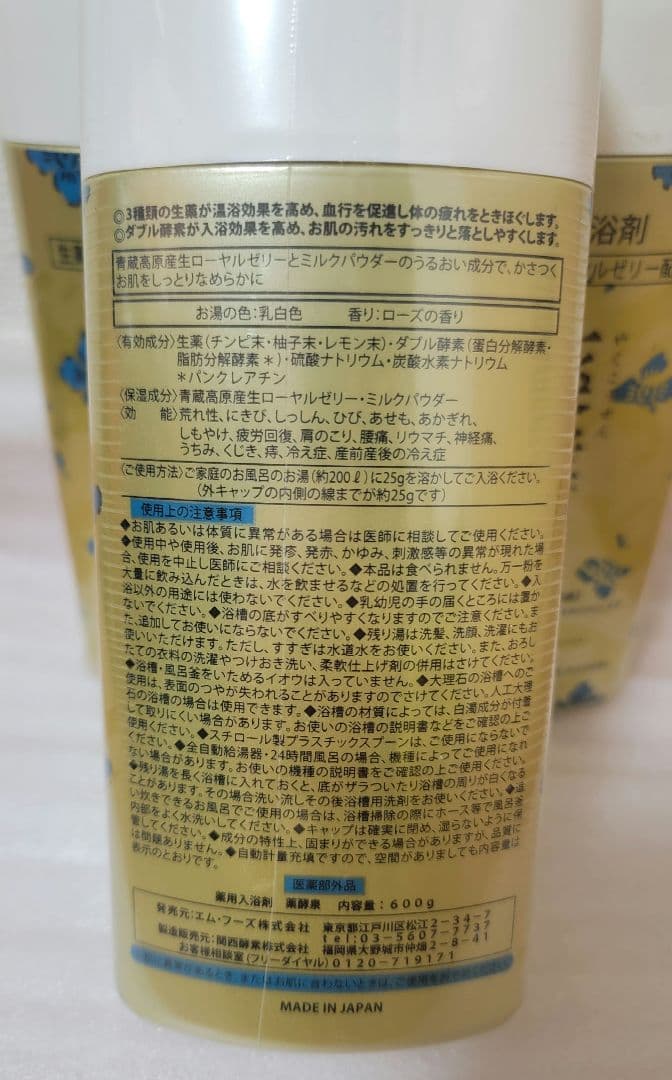 ◎3種類の生薬が温浴効果を高め、血行を促進し体の疲れをときほぐします。
◎ダブル酵素が入浴効果を高め、お肌の汚れをすっきりと落としやすくします。
青蔵高原産生ローヤルゼリーとミルクパウダーのうるおい成分で、かさつく
お肌をしっとりなめらかに
お湯の色:乳白色 香り:ローズの香り
〈有効成分〉生薬(チンピ末・柚子末・レモン末)・ダブル酵素(蛋白分解酵素・
脂肪分解酵素*)・硫酸ナトリウム・炭酸水素ナトリウム
*パンクレアチン
〈保湿成分〉青蔵高原産生ローヤルゼリー・ミルクパウダー
〈効 能〉荒れ性、にきび、しっしん、ひび、あせも、あかぎれ、
しもやけ、疲労回復、肩のこり、腰痛、リウマチ、神経痛、
うちみ、くじき、痔、冷え症、産前産後の冷え症
〈ご使用方法〉ご家庭のお風呂のお湯(約200ℓ)に25gを溶かしてご入浴ください。
(外キャップの内側の線までが約25gです)
使用上の注意事項
◆お肌あるいは体質に異常がある場合は医師に相談してご使用ください。
◆使用中や使用後、お肌に発疹、発赤、かゆみ、刺激感等の異常が現れた場
合、使用を中止し医師にご相談ください。◆本品は食べられません。万一粉を
大量に飲み込んだときは、水を飲ませるなどの処置を行ってください。◆入
浴以外の用途には使わないでください。◆乳幼児の手の届くところには置か
ないでください。◆浴槽の底がすべりやすくなりますのでご注意ください。ま
た、追加してお使いにならないでください。◆残り湯は洗髪、洗顔、洗濯にもお
使いいただけます。ただし、すすぎは水道水をお使いください。また、おろし
たての衣料の洗濯やつけおき洗い、柔軟仕上げ剤の併用はさけてください。
◆浴槽・風呂釜をいためるイオウは入っていません。◆大理石の浴槽へのご
使用は、表面のつやが失われることがありますのでさけてください。人工大理
石の浴槽の場合は使用できます。◆浴槽の材質によっては、白濁成分が付着
して取りにくい場合があります。お使いの浴槽の説明書などをご確認の上ご
使用ください。◆スチロール製プラスチックスプーンは、ご使用にならないで
ください。◆全自動給湯器・24時間風呂の場合、機種によってご使用になれ
ない場合があります。お使いの機種の説明書をご確認の上ご使用ください。
◆残り湯を長く浴槽に入れておくと、底がザラついたり浴槽の周りが白くなる
ことがあります。その場合洗い流しその後浴槽用洗剤をお使いください。◆追
い炊きできるお風呂でご使用の場合は、浴槽掃除の際にホース等で風呂釜
内部をよく水洗いしてください。◆キャップは確実に閉め、湿らないように保
管してください。◆成分の特性上、固まりができる場合がありますが、品質に
は問題ありません。◆自動計量充填ですので、空間がありましても内容量は
表示のとおりです。
医薬部外品
薬用入浴剤 薬酵泉 内容量:600g
発売元:エム・フーズ株式会社 東京都江戸川区松江2-34-7
tel:03-5607-7737
製造販売元:関西酵素株式会社 福岡県大野城市仲畑2-8-41
お客様相談室(フリーダイヤル)0120-719171
MADE IN JAPAN
浴剤